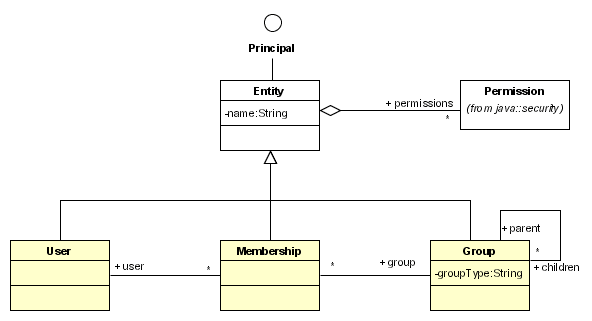 Principal
Entity
-name:String
+ permissions
*
Permission
(from java::security)
User
+ user
*
Membership
*
+ group
Group
-groupType:String
+ parent
*
+ children